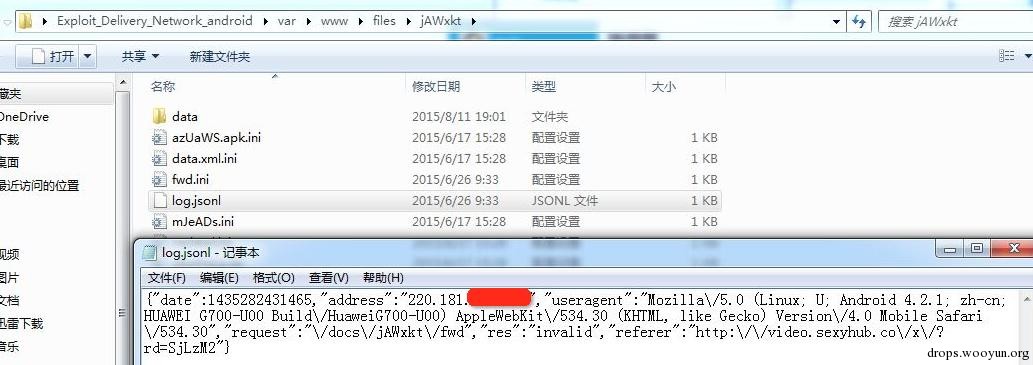 Exploit_Delivery_Network_android ▸ var ▸ www ▸ files ▸ jAWxkt ▸
搜索 jAWxkt
打开 共享 新建文件夹
名称 修改日期 类型 大小
藏夹
OneDrive
下载
桌面
最近访问的位置
视频
图片
文档
迅雷下载
音乐
data 2015/8/11 19:01 文件夹
azUaWS.apk.ini 2015/6/17 15:28 配置设置 1 KB
data.xml.ini 2015/6/17 15:28 配置设置 1 KB
fwd.ini 2015/6/26 9:33 配置设置 1 KB
log.jsonl 2015/6/26 9:33 JSONL 文件 1 KB
mJeADs.ini 2015/6/17 15:28 配置设置 1 KB
log.jsonl - 记事本
文件(F) 编辑(E) 格式(O) 查看(V) 帮助(H)
{"date":1435282431465,"address":"220.181. ","useragent":"Mozilla\/5.0 (Linux; U; Android 4.2.1; zh-cn;
HUAWEI G700-U00 Build\/HuaweiG700-U00) AppleWebKit\/534.30 (KHTML, like Gecko) Version\/4.0 Mobile Safari
\/534.30","request":"\/docs\/jAWxkt\/fwd","res":"invalid","referer":"http:\/\/video.sexyhub.co\/x\/?
rd=SjLzM2"}
drops.wooyun.org